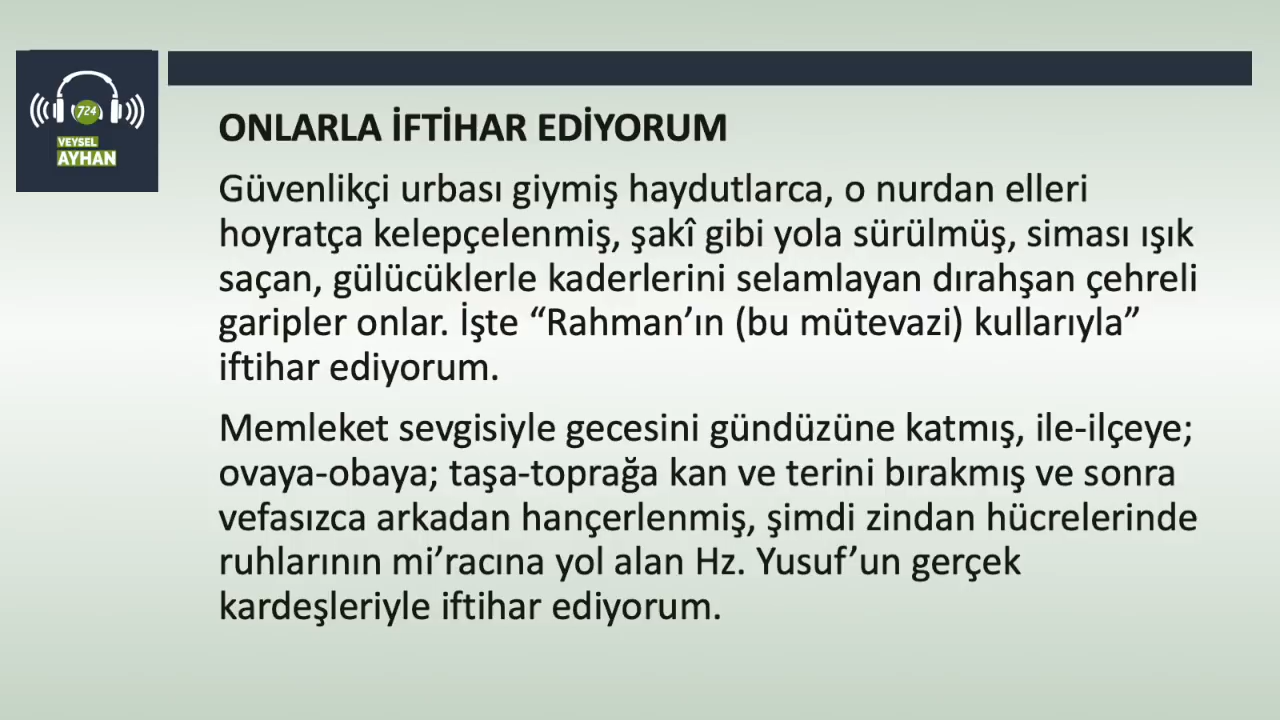 724
VEYSEL
AYHAN
ONLARLA İFTİHAR EDİYORUM
Güvenlikçi urbası giymiş haydutlarca, o nurdan elleri
hoyratça kelepçelenmiş, şakî gibi yola sürülmüş, siması ışık
saçan, gülücüklerle kaderlerini selamlayan dırahşan çehreli
garipler onlar. İşte “Rahman’ın (bu mütevazi) kullarıyla”
iftihar ediyorum.
Memleket sevgisiyle gecesini gündüzüne katmış, ile-ilçeye;
ovaya-obaya; taşa-toprağa kan ve terini bırakmış ve sonra
vefasızca arkadan hançerlenmiş, şimdi zindan hücrelerinde
ruhlarının mi’racına yol alan Hz. Yusuf’un gerçek
kardeşleriyle iftihar ediyorum.